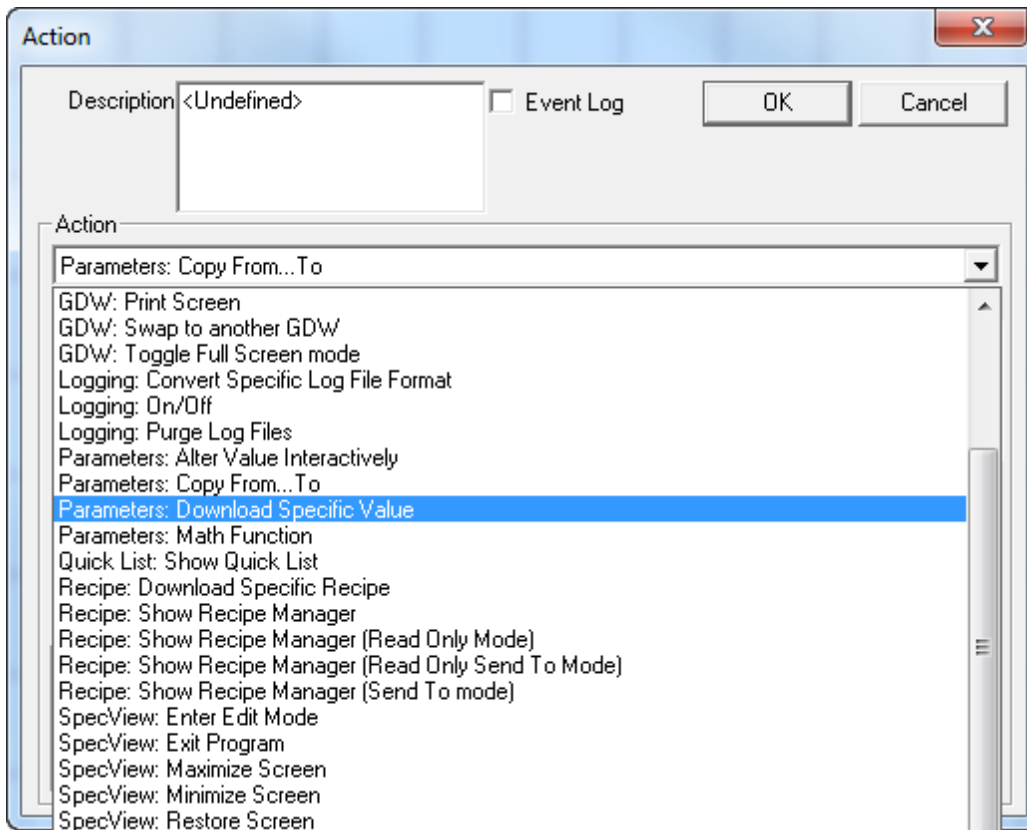 Action
Description <Undefined> Event Log OK Cancel
Action
Parameters: Copy From...To
GDW: Print Screen
GDW: Swap to another GDW
GDW: Toggle Full Screen mode
Logging: Convert Specific Log File Format
Logging: On/Off
Logging: Purge Log Files
Parameters: Alter Value Interactively
Parameters: Copy From...To
Parameters: Download Specific Value
Parameters: Math Function
Quick List: Show Quick List
Recipe: Download Specific Recipe
Recipe: Show Recipe Manager
Recipe: Show Recipe Manager (Read Only Mode)
Recipe: Show Recipe Manager (Read Only Send To Mode)
Recipe: Show Recipe Manager (Send To mode)
SpecView: Enter Edit Mode
SpecView: Exit Program
SpecView: Maximize Screen
SpecView: Minimize Screen
SpecView: Restore Screen